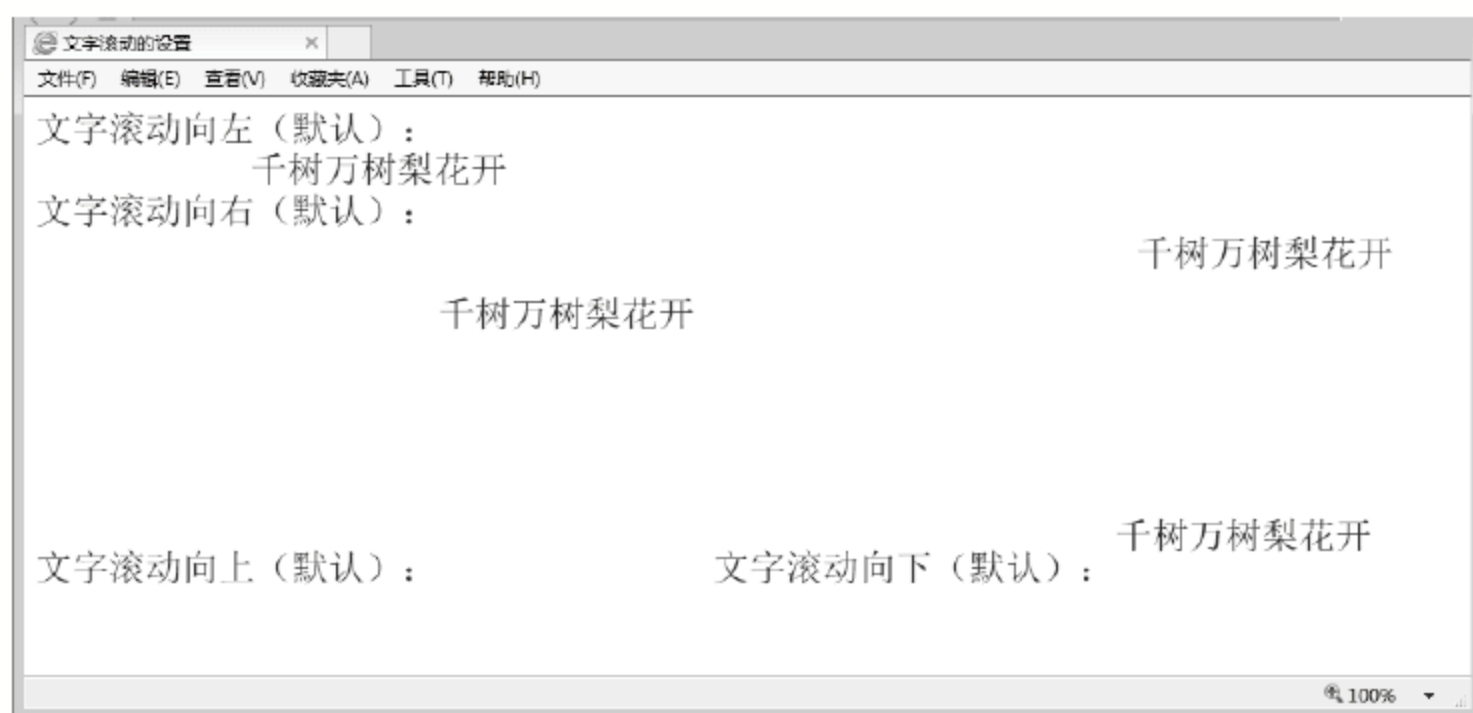 文字滚动的设置 ×
文件(F) 编辑(E) 查看(V) 收藏夹(A) 工具(T) 帮助(H)
文字滚动向左（默认）：
千树万树梨花开
文字滚动向右（默认）：
千树万树梨花开
千树万树梨花开
千树万树梨花开
文字滚动向上（默认）： 文字滚动向下（默认）：
100%